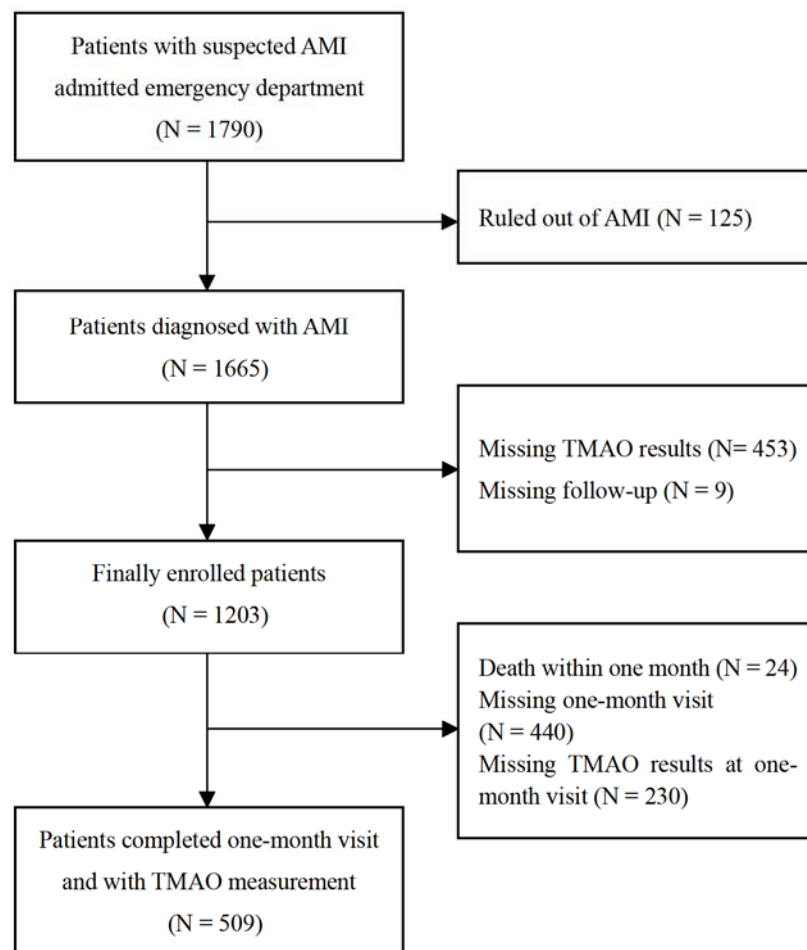 Patients with suspected AMI
admitted emergency department
(N = 1790)
Ruled out of AMI (N = 125)
Patients diagnosed with AMI
(N = 1665)
Missing TMAO results (N= 453)
Missing follow-up (N = 9)
Finally enrolled patients
(N = 1203)
Death within one month (N = 24)
Missing one-month visit
(N = 440)
Missing TMAO results at one-
month visit (N = 230)
Patients completed one-month visit
and with TMAO measurement
(N = 509)